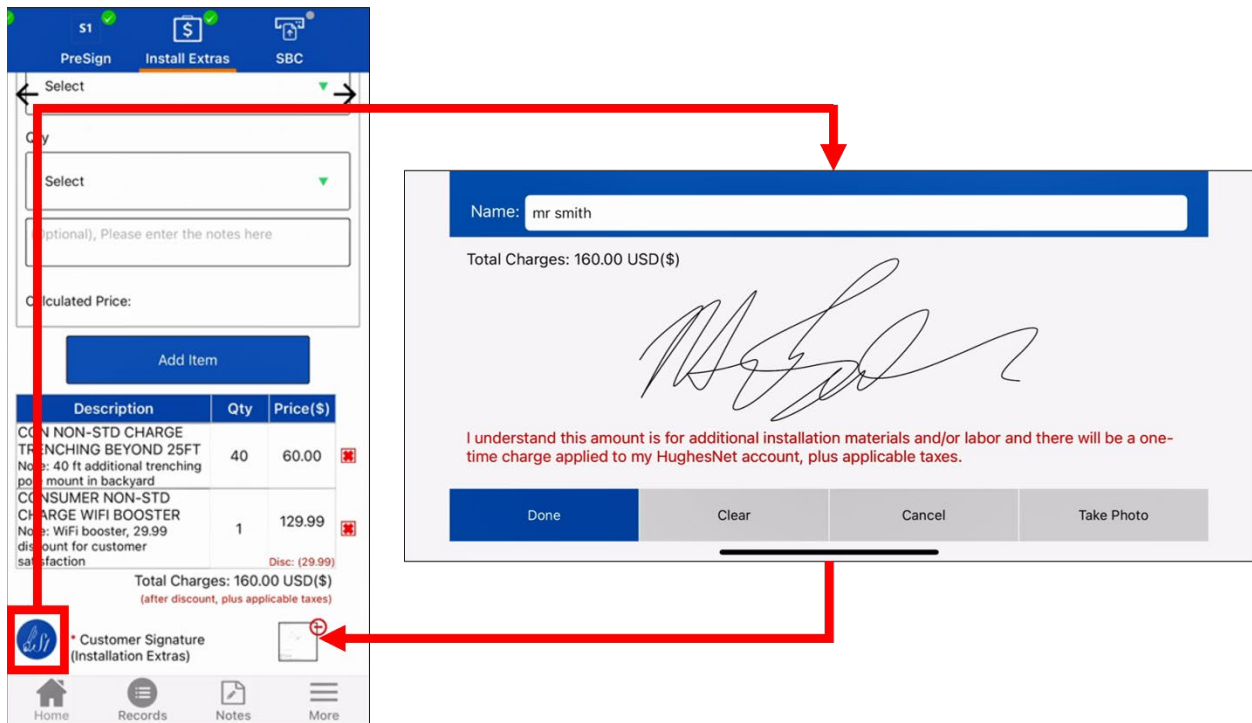 S1
PreSign
Install Extras
SBC
Select
Qty
Select
(Optional), Please enter the notes here
Calculated Price:
Add Item
Description Qty Price($)
CON NON-STD CHARGE
TRENCHING BEYOND 25FT
Note: 40 ft additional trenching
pole mount in backyard
40 60.00
CONSUMER NON-STD
CHARGE WIFI BOOSTER
Note: WiFi booster, 29.99
discount for customer
satisfaction
1 129.99
Disc: (29.99)
Total Charges: 160.00 USD($)
(after discount, plus applicable taxes)
* Customer Signature
(Installation Extras)
Home Records Notes More
Name: mr smith
Total Charges: 160.00 USD($)
I understand this amount is for additional installation materials and/or labor and there will be a one-
time charge applied to my HughesNet account, plus applicable taxes.
Done Clear Cancel Take Photo